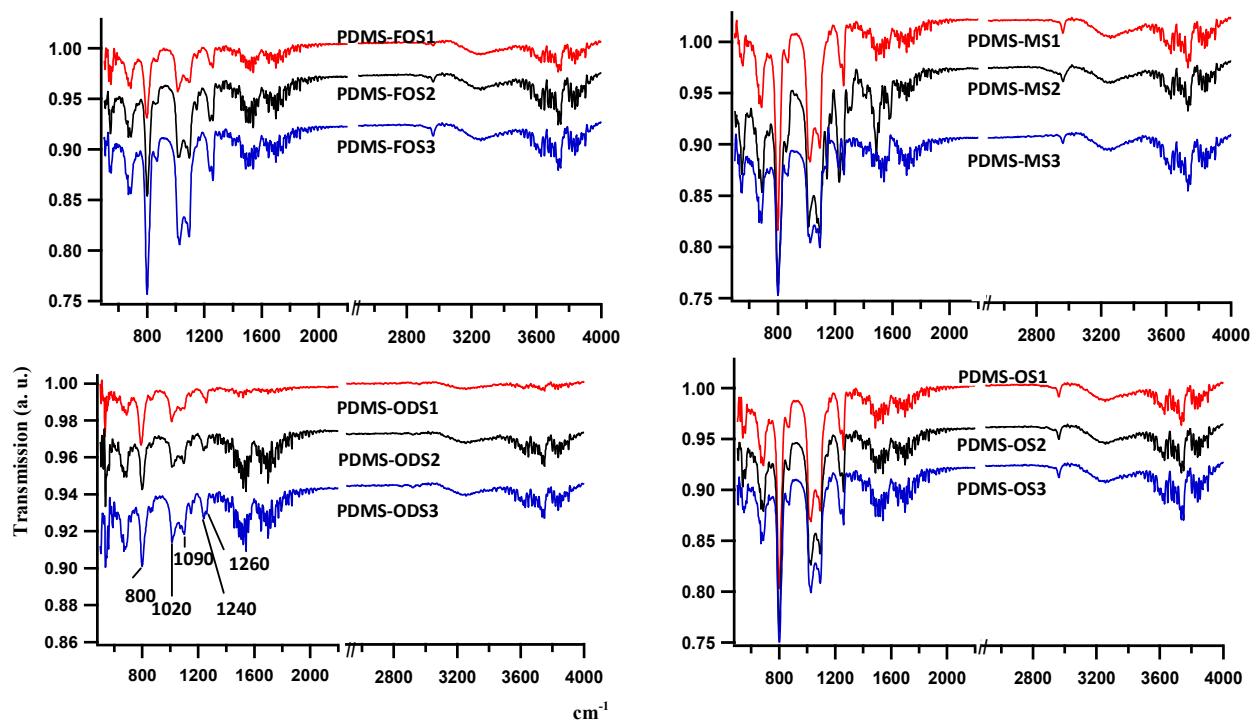 PDMS-FOS1
PDMS-FOS2
PDMS-FOS3
1.00
0.95
0.90
0.85
0.80
0.75
800 1200 1600 2000 2800 3200 3600 4000
PDMS-MS1
PDMS-MS2
PDMS-MS3
1.00
0.95
0.90
0.85
0.80
0.75
800 1200 1600 2000 2800 3200 3600 4000
Transmission (a. u.)
PDMS-ODS1
PDMS-ODS2
PDMS-ODS3
1.00
0.98
0.96
0.94
0.92
0.90
0.88
0.86
800
1020
1090
1240
1260
800 1200 1600 2000 2800 3200 3600 4000
PDMS-OS1
PDMS-OS2
PDMS-OS3
1.00
0.95
0.90
0.85
0.80
0.75
800 1200 1600 2000 2800 3200 3600 4000
cm⁻¹